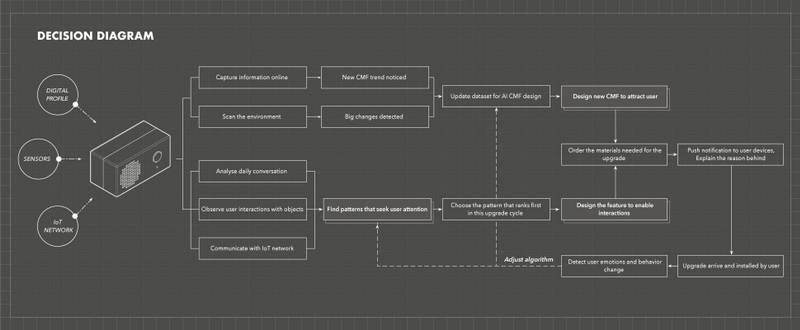 DECISION DIAGRAM
DIGITAL
PROFILE
SENSORS
IoT
NETWORK
Capture information online
New CMF trend noticed
Scan the environment
Big changes detected
Update dataset for AI CMF design
Design new CMF to attract user
Order the materials needed for the
upgrade
Push notification to user devices,
Explain the reason behind
Analyse daily conversation
Observe user interactions with objects
Communicate with IoT network
Find patterns that seek user attention
Choose the pattern that ranks first
in this upgrade cycle
Design the feature to enable
interactions
Adjust algorithm
Detect user emotions and behavior
change
Upgrade arrive and installed by user